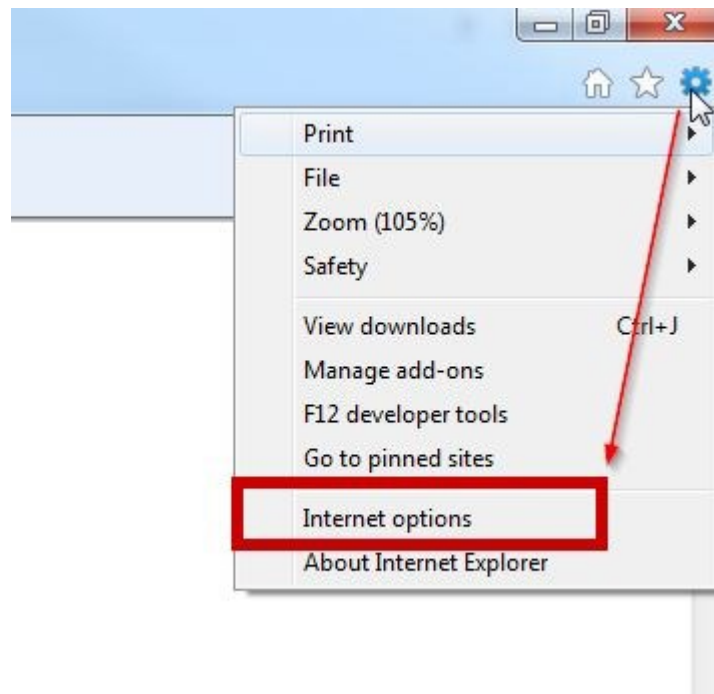 Print
File
Zoom (105%)
Safety
View downloads Ctrl+J
Manage add-ons
F12 developer tools
Go to pinned sites
Internet options
About Internet Explorer